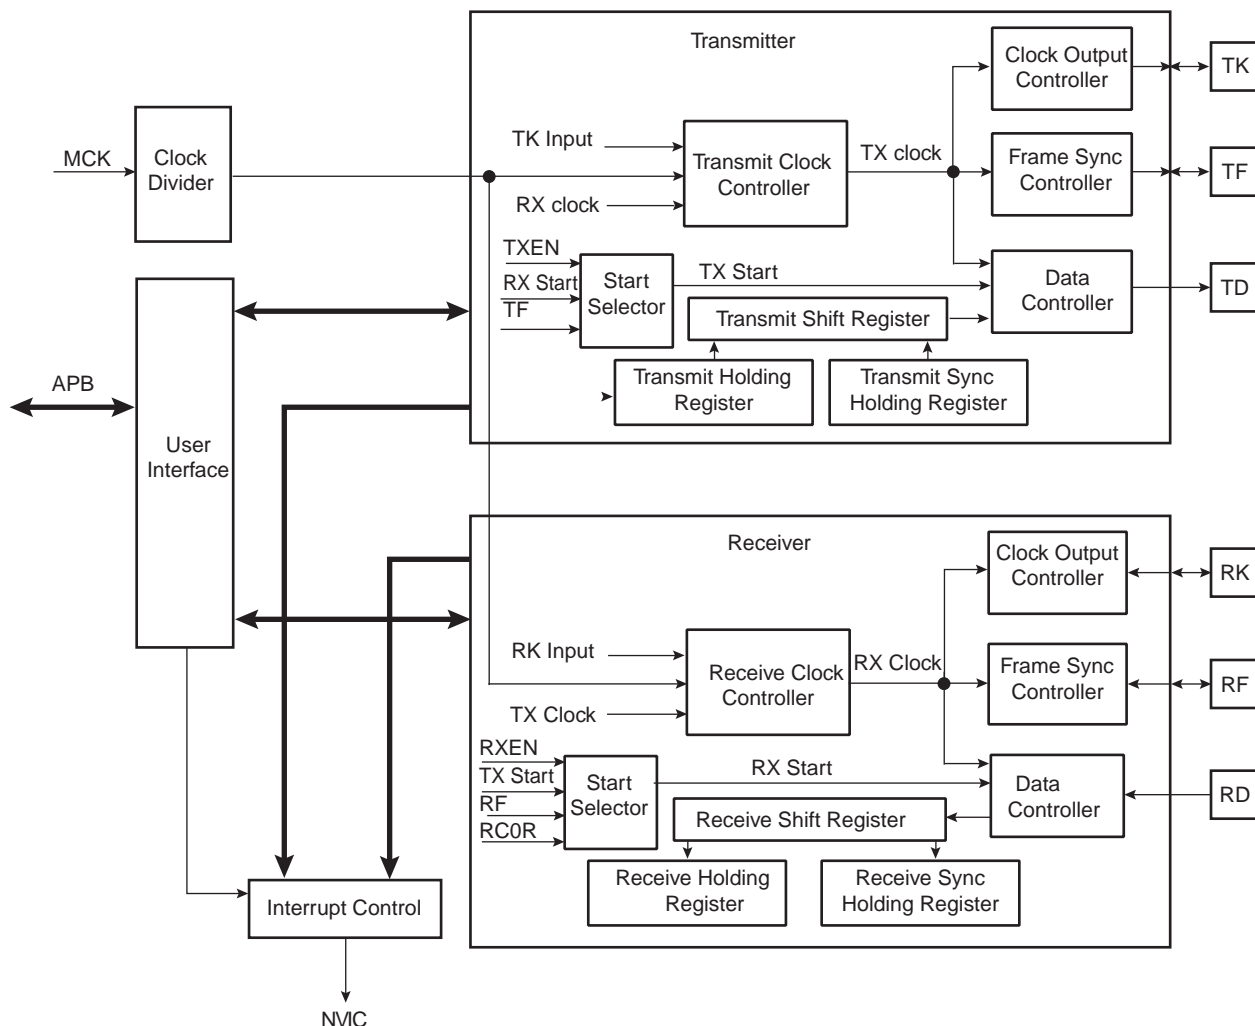 Transmitter
Clock Output
Controller
TK
MCK
Clock
Divider
TK Input
Transmit Clock
Controller
TX clock
Frame Sync
Controller
TF
RX clock
TXEN
RX Start
TF
Start
Selector
TX Start
Data
Controller
TD
Transmit Shift Register
APB
Transmit Holding
Register
Transmit Sync
Holding Register
User
Interface
Receiver
Clock Output
Controller
RK
RK Input
Receive Clock
Controller
RX Clock
Frame Sync
Controller
RF
TX Clock
RXEN
TX Start
RF
RC0R
Start
Selector
RX Start
Data
Controller
RD
Receive Shift Register
Receive Holding
Register
Receive Sync
Holding Register
Interrupt Control
NVIC